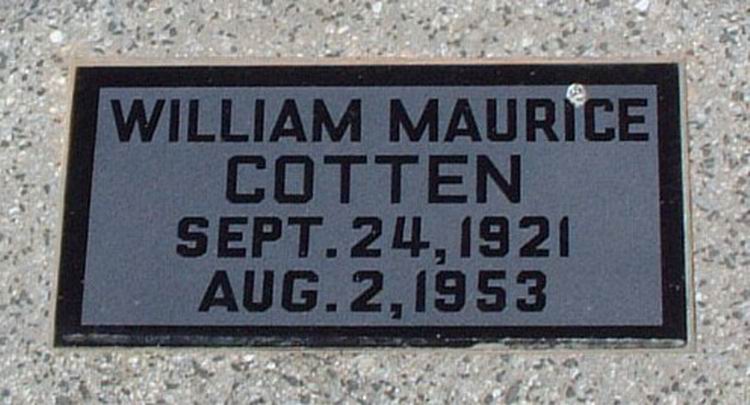 WILLIAM MAURICE
COTTEN
SEPT. 24, 1921
AUG. 2, 1953